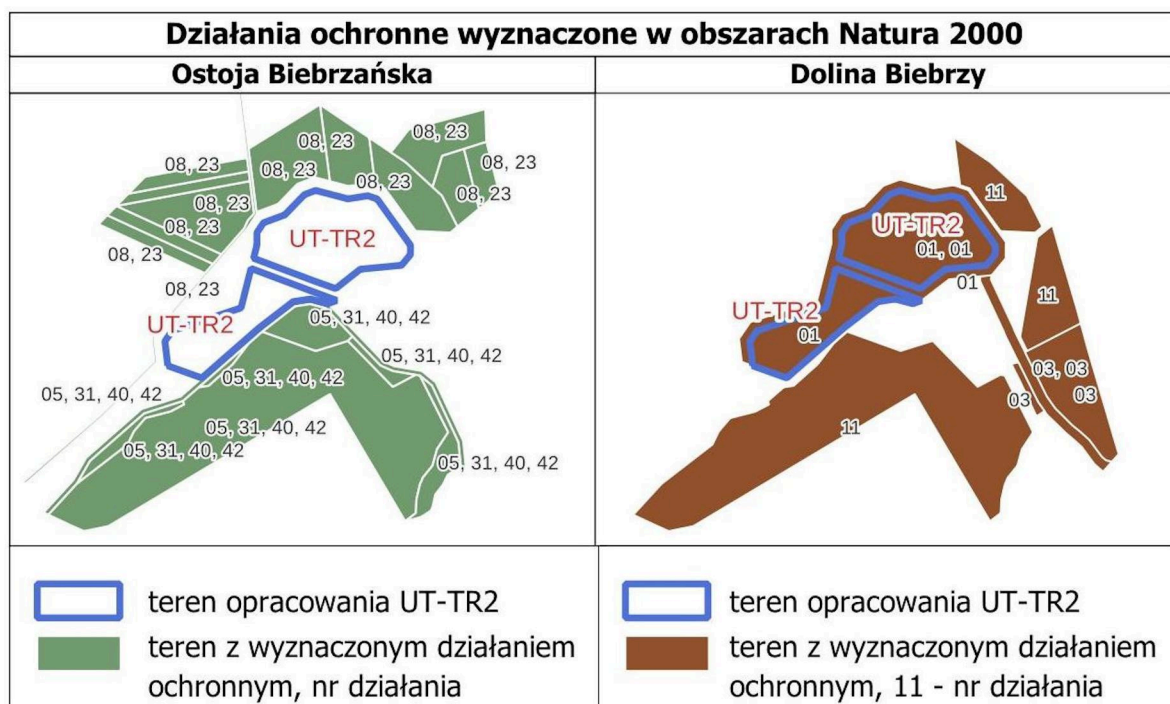 Działania ochronne wyznaczone w obszarach Natura 2000
Ostoja Biebrzańska
Dolina Biebrzy
08, 23
08, 23
08, 23
08, 23
08, 23
08, 23
08, 23
08, 23
08, 23
08, 23
08, 23
08, 23
UT-TR2
UT-TR2
05, 31, 40, 42
05, 31, 40, 42
05, 31, 40, 42
05, 31, 40, 42
05, 31, 40, 42
05, 31, 40, 42
05, 31, 40, 42
11
UT-TR2
01, 01
01
11
UT-TR2
01
03, 03
03
03
11
teren opracowania UT-TR2
teren z wyznaczonym działaniem
ochronnym, nr działania
teren opracowania UT-TR2
teren z wyznaczonym działaniem
ochronnym, 11 - nr działania